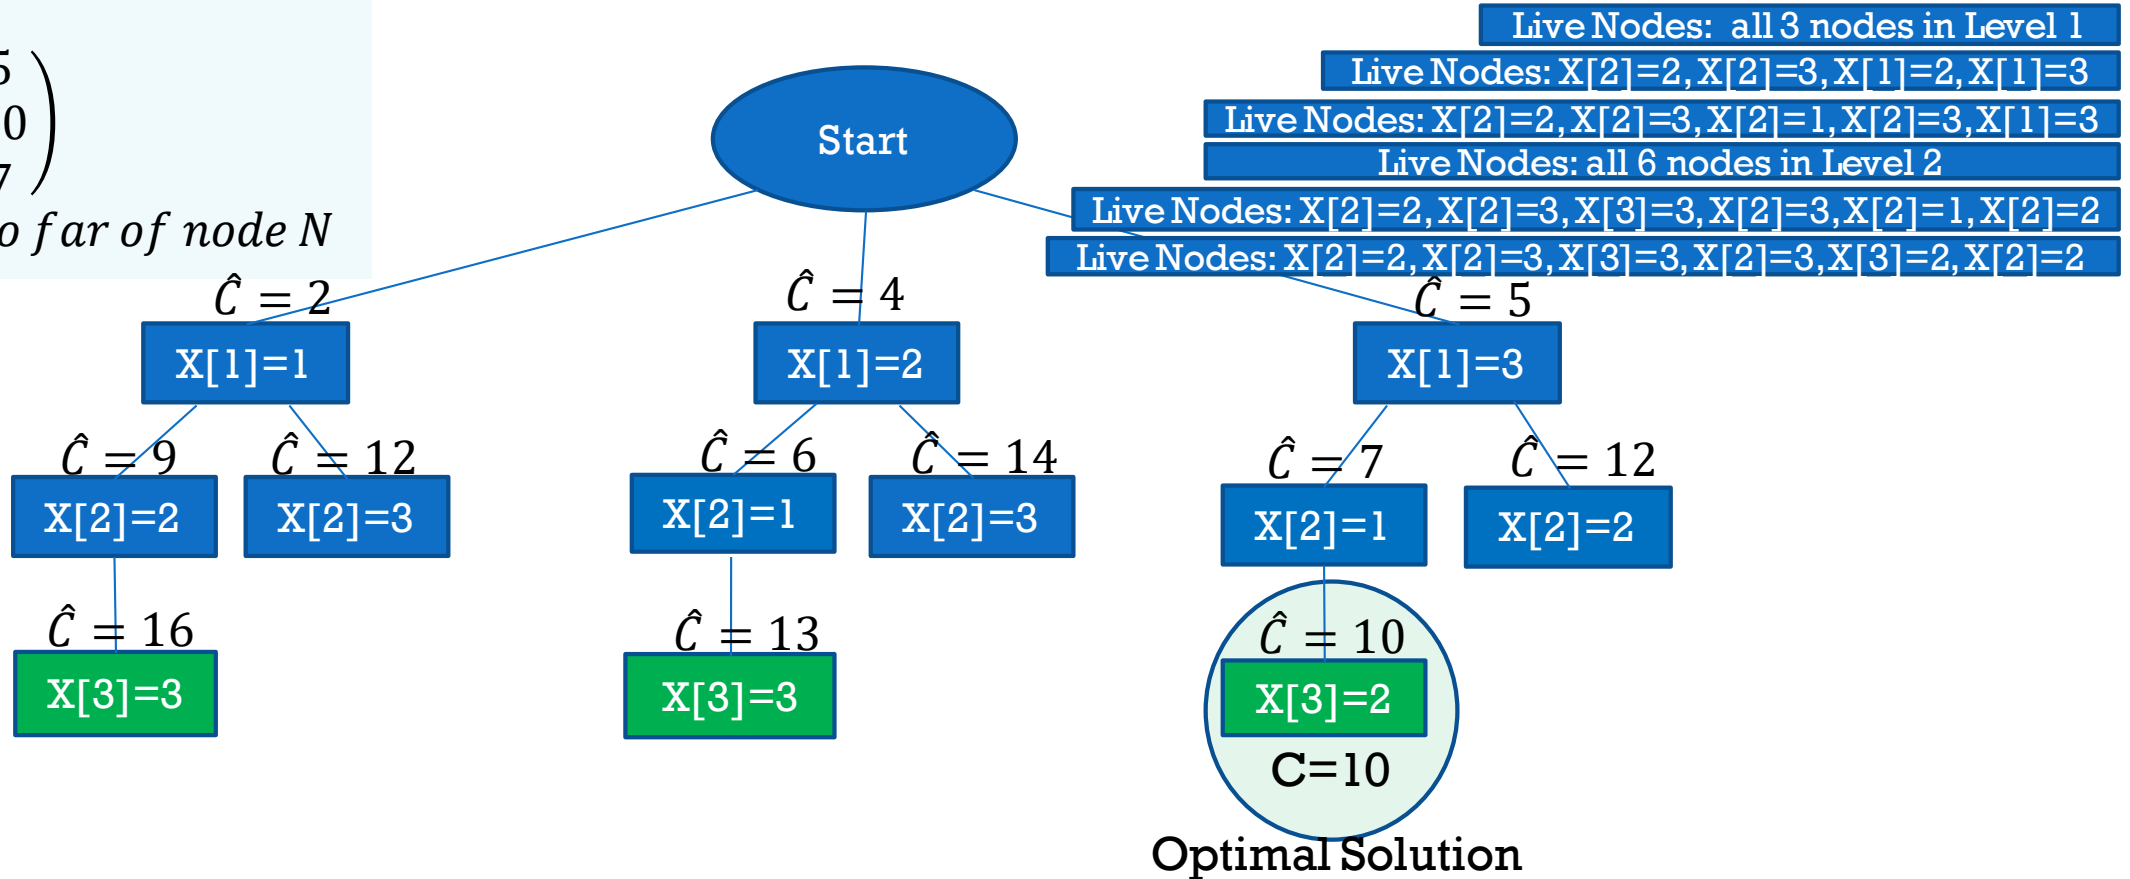 5
0
7
o far of node N
Live Nodes: all 3 nodes in Level 1
Live Nodes: X[2]=2, X[2]=3, X[1]=2, X[1]=3
Live Nodes: X[2]=2, X[2]=3, X[2]=1, X[2]=3, X[1]=3
Live Nodes: all 6 nodes in Level 2
Live Nodes: X[2]=2, X[2]=3, X[3]=3, X[2]=3, X[2]=1, X[2]=2
Live Nodes: X[2]=2, X[2]=3, X[3]=3, X[2]=3, X[3]=2, X[2]=2
Start
Ĉ = 2
Ĉ = 4
Ĉ = 5
X[1]=1
X[1]=2
X[1]=3
Ĉ = 9
Ĉ = 12
Ĉ = 6
Ĉ = 14
Ĉ = 7
Ĉ = 12
X[2]=2
X[2]=3
X[2]=1
X[2]=3
X[2]=1
X[2]=2
Ĉ = 16
Ĉ = 13
Ĉ = 10
X[3]=3
X[3]=3
X[3]=2
C=10
Optimal Solution